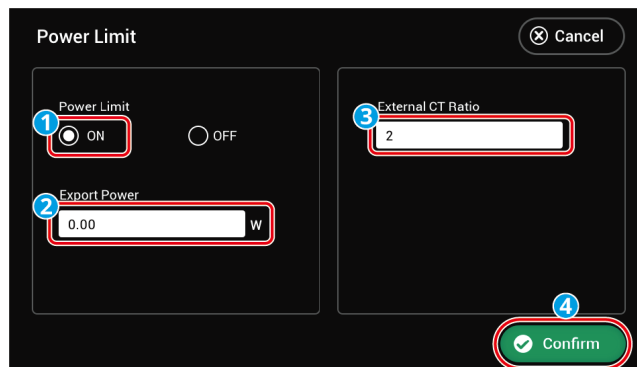 Power Limit
Cancel
Power Limit
1
ON
OFF
Export Power
2
0.00
W
External CT Ratio
3
2
4
Confirm